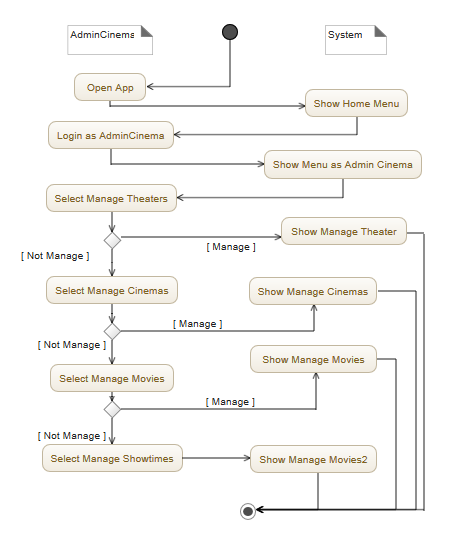 AdminCinema
System
Open App
Show Home Menu
Login as AdminCinema
Show Menu as Admin Cinema
Select Manage Theaters
Show Manage Theater
[ Manage ]
[ Not Manage ]
Select Manage Cinemas
Show Manage Cinemas
[ Manage ]
[ Not Manage ]
Show Manage Movies
Select Manage Movies
[ Manage ]
[ Not Manage ]
Select Manage Showtimes
Show Manage Movies2